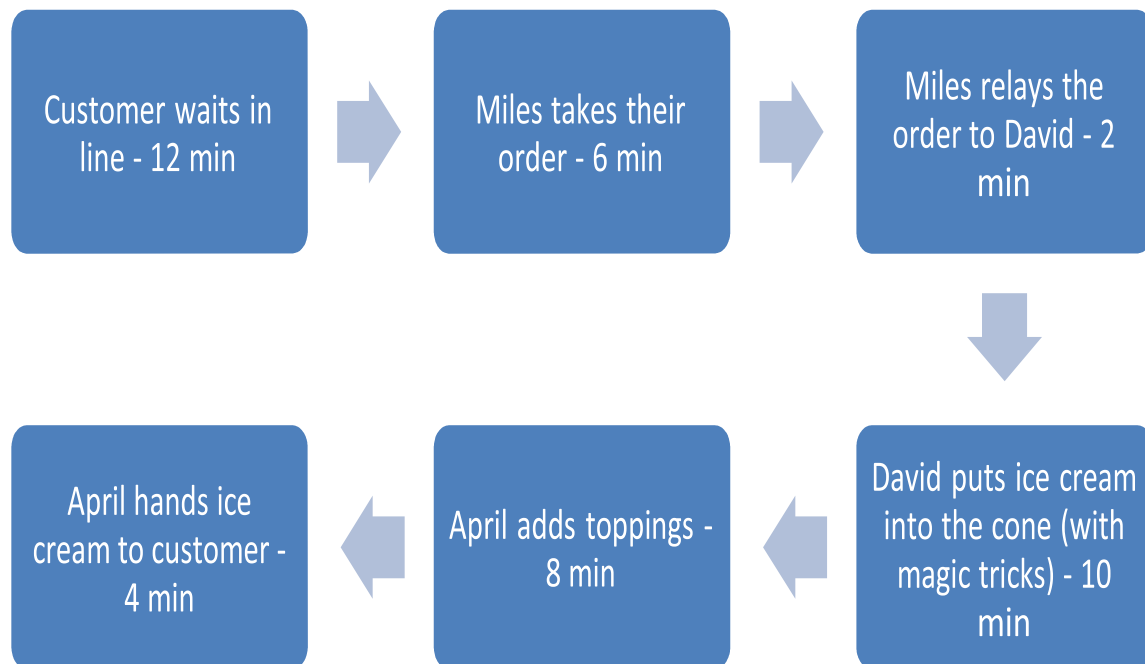 Customer waits in
line - 12 min
Miles takes their
order - 6 min
Miles relays the
order to David - 2
min
David puts ice cream
into the cone (with
magic tricks) - 10
min
April adds toppings -
8 min
April hands ice
cream to customer -
4 min